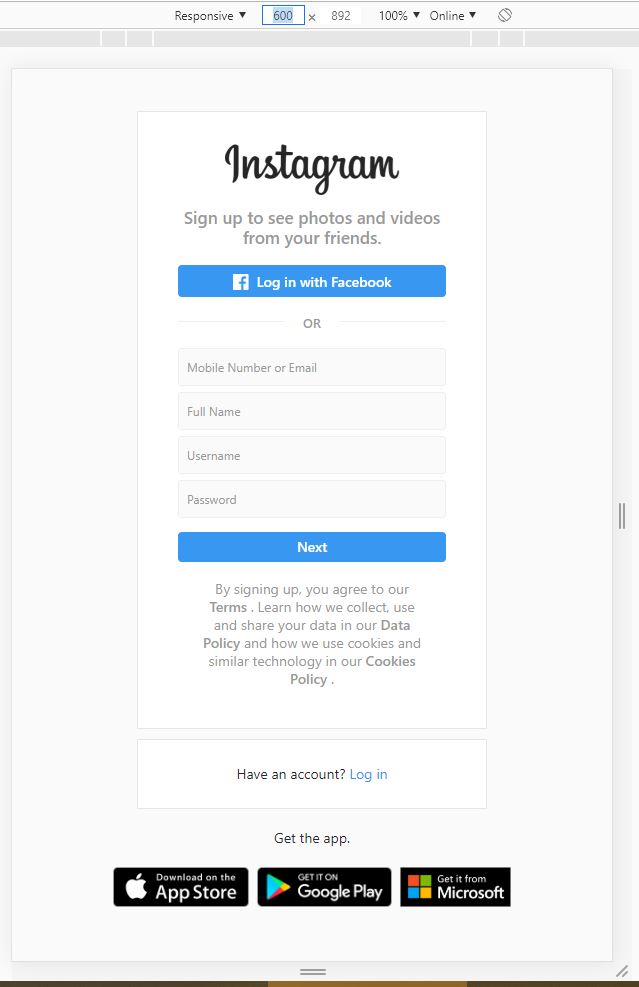 Responsive ▼ 600 × 892 100% ▼ Online ▼
Instagram
Sign up to see photos and videos
from your friends.
Log in with Facebook
OR
Mobile Number or Email
Full Name
Username
Password
Next
By signing up, you agree to our
Terms . Learn how we collect, use
and share your data in our Data
Policy and how we use cookies and
similar technology in our Cookies
Policy .
Have an account? Log in
Get the app.
Download on the
App Store
GET IT ON
Google Play
Get it from
Microsoft